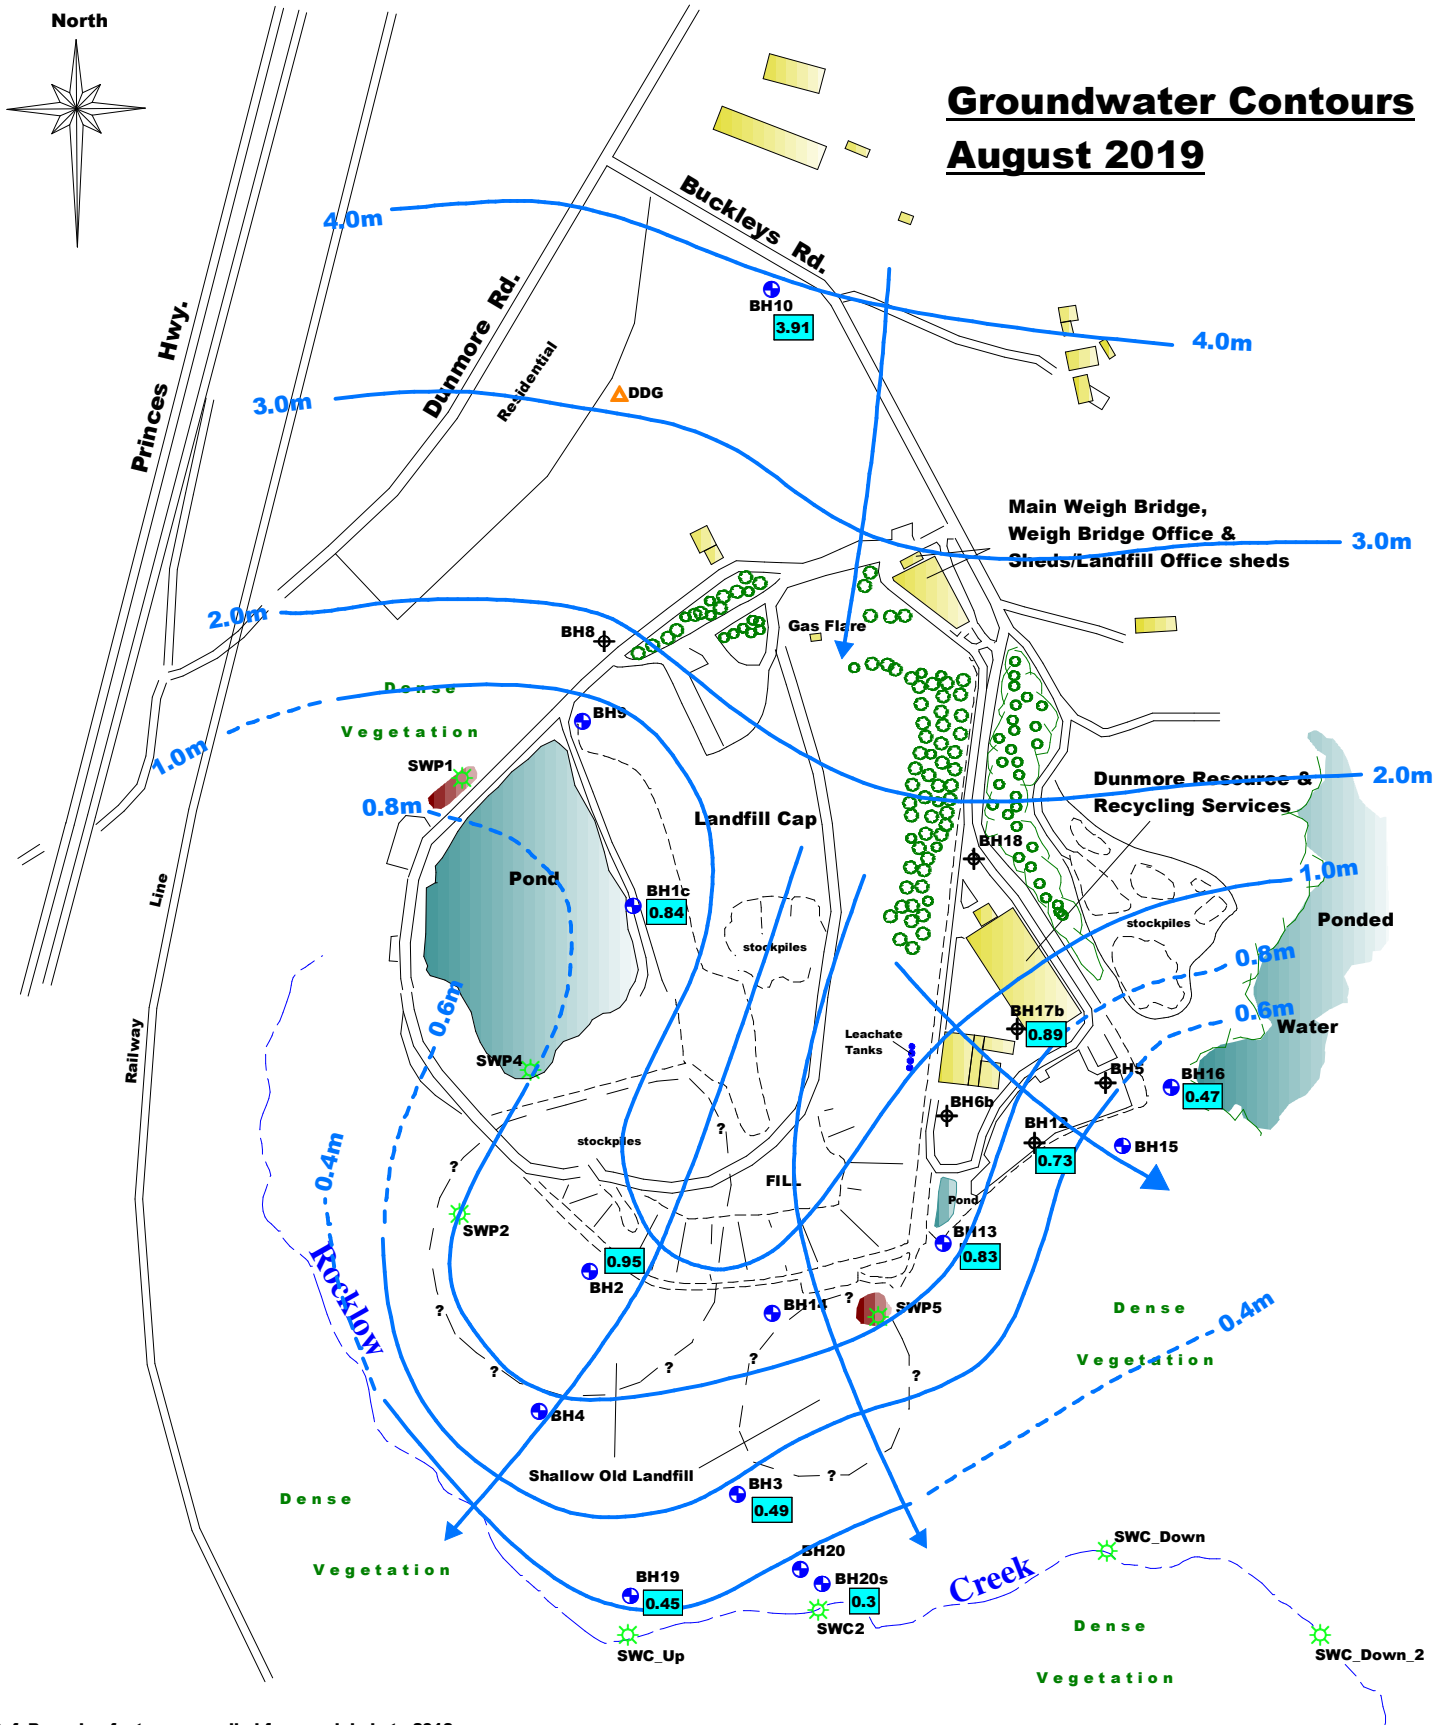 North
Groundwater Contours
August 2019
Buckleys Rd.
4.0m
Princes Hwy.
Dunmore Rd.
BH10
3.91
4.0m
Residential
DDG
3.0m
Main Weigh Bridge,
Weigh Bridge Office &
Sheds/Landfill Office sheds
3.0m
2.0m
BH8
Gas Flare
Dense
Vegetation
BH9
1.0m
SWP1
0.8m
Dunmore Resource &
Recycling Services
2.0m
Landfill Cap
BH18
Pond
BH1c
0.84
Line
1.0m
stockpiles
stockpiles
Ponded
0.8m
0.6m
0.6m
BH17b
0.89
Water
Railway
Leachate
Tanks
SWP4
BH5
BH16
0.47
BH6b
BH12
0.73
BH15
?
stockpiles
0.4m
?
FILL
Pond
SWP2
BH13
0.83
Rocklow
0.95
BH2
?
BH14
?
SWP5
Dense
Vegetation
0.4m
?
?
?
?
BH4
Shallow Old Landfill
?
BH3
0.49
Dense
Vegetation
SWC_Down
BH20
BH20s
0.3
Creek
BH19
0.45
SWC2
SWC_Up
Dense
Vegetation
SWC_Down_2